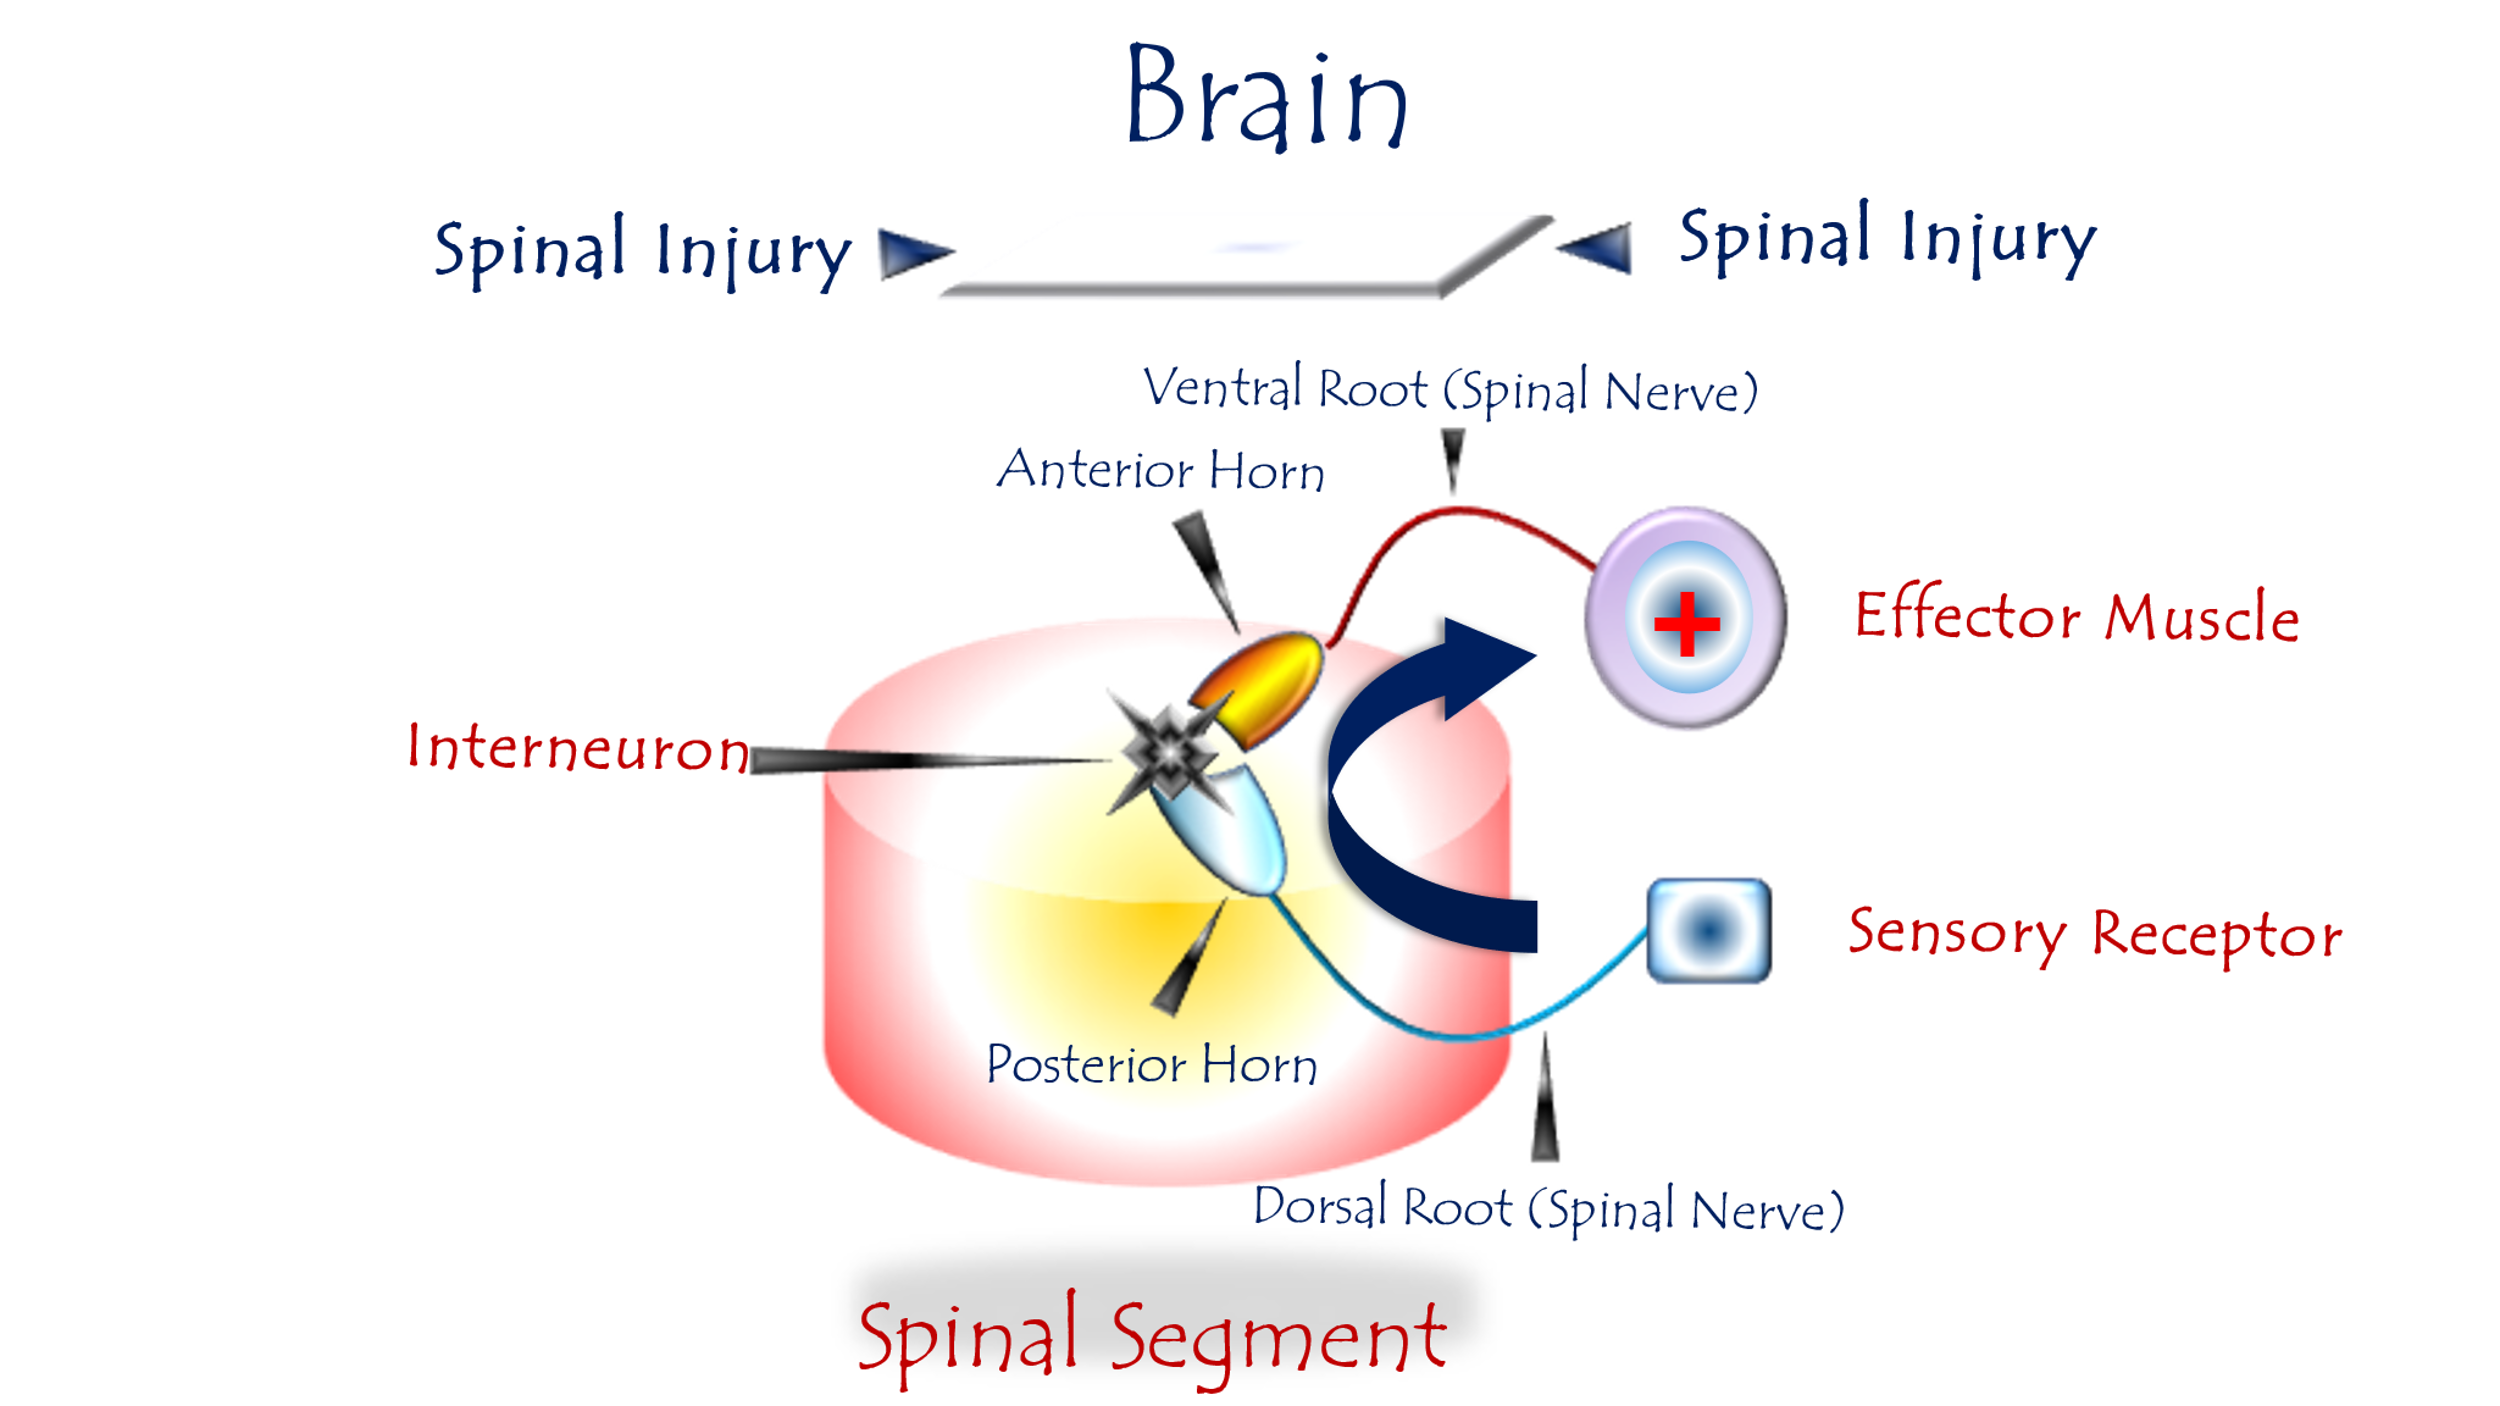 Brain
Spinal Injury
Spinal Injury
Ventral Root (Spinal Nerve)
Anterior Horn
Effector Muscle
Interneuron
+
Sensory Receptor
Posterior Horn
Dorsal Root (Spinal Nerve)
Spinal Segment